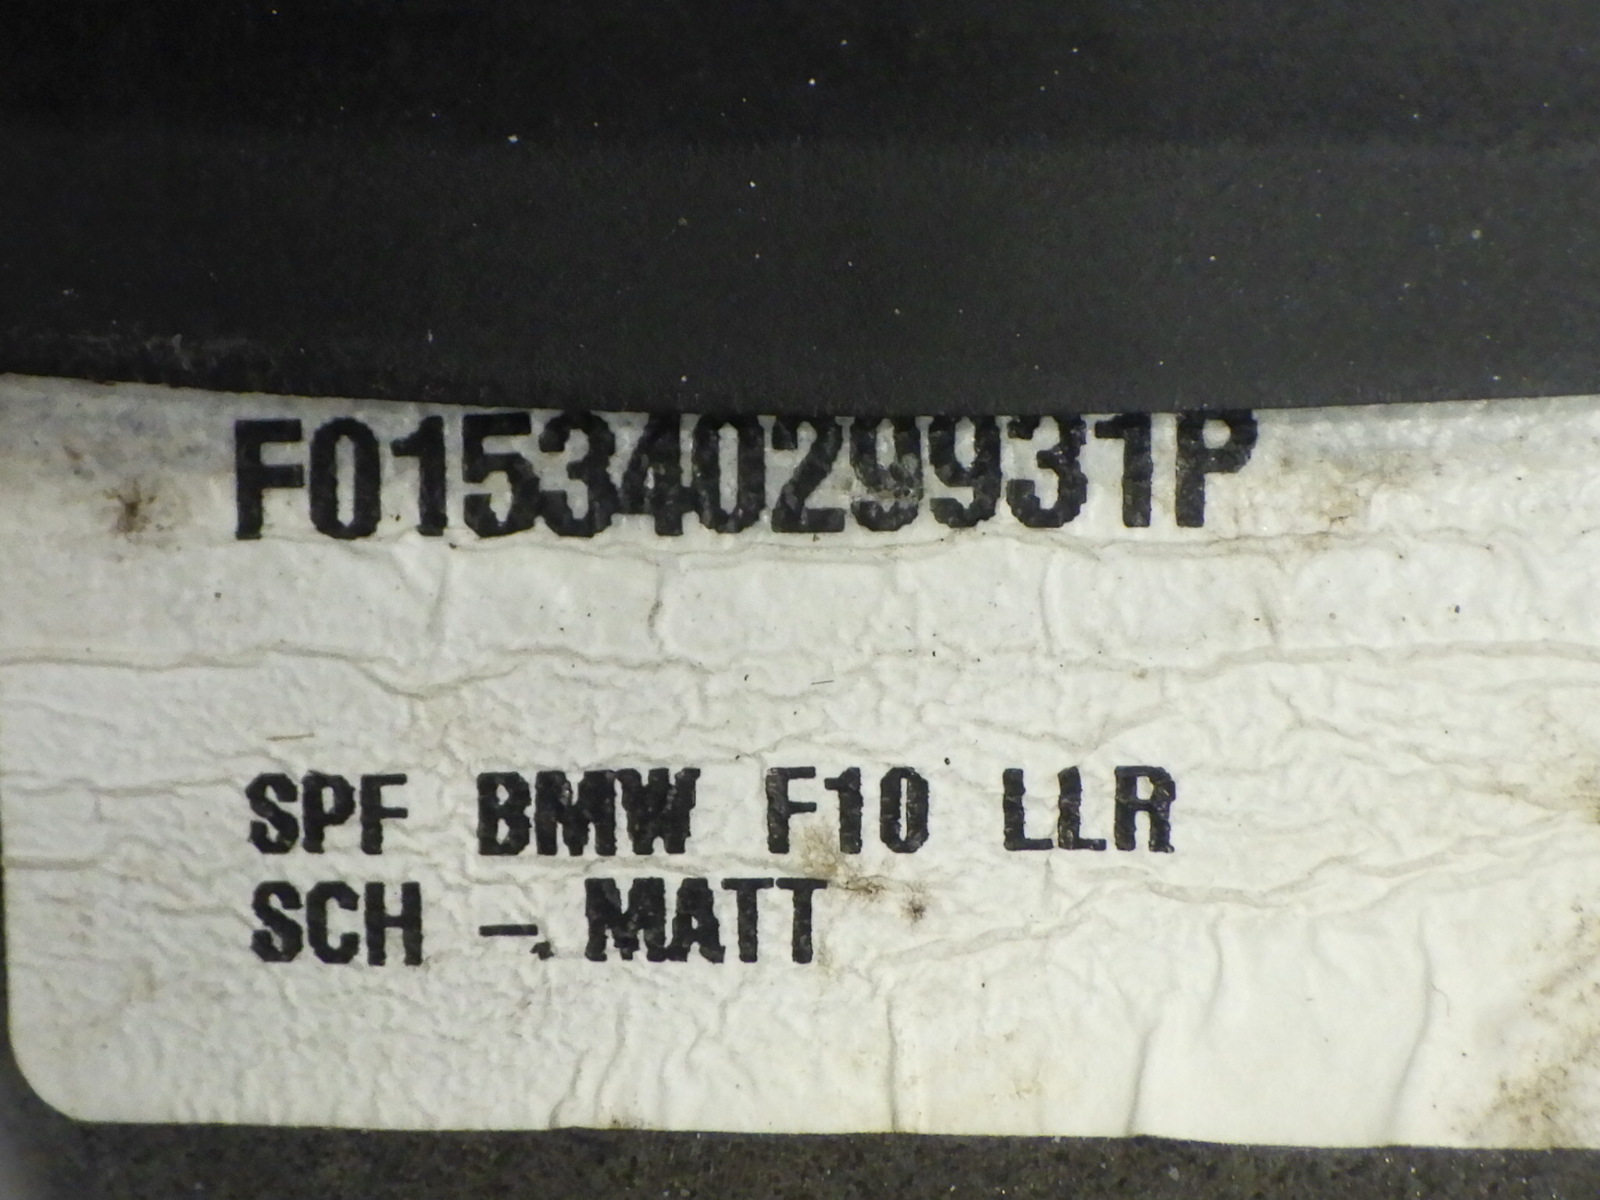 F01534029931P
SPF BMW F10 LLR
SCH - MATT